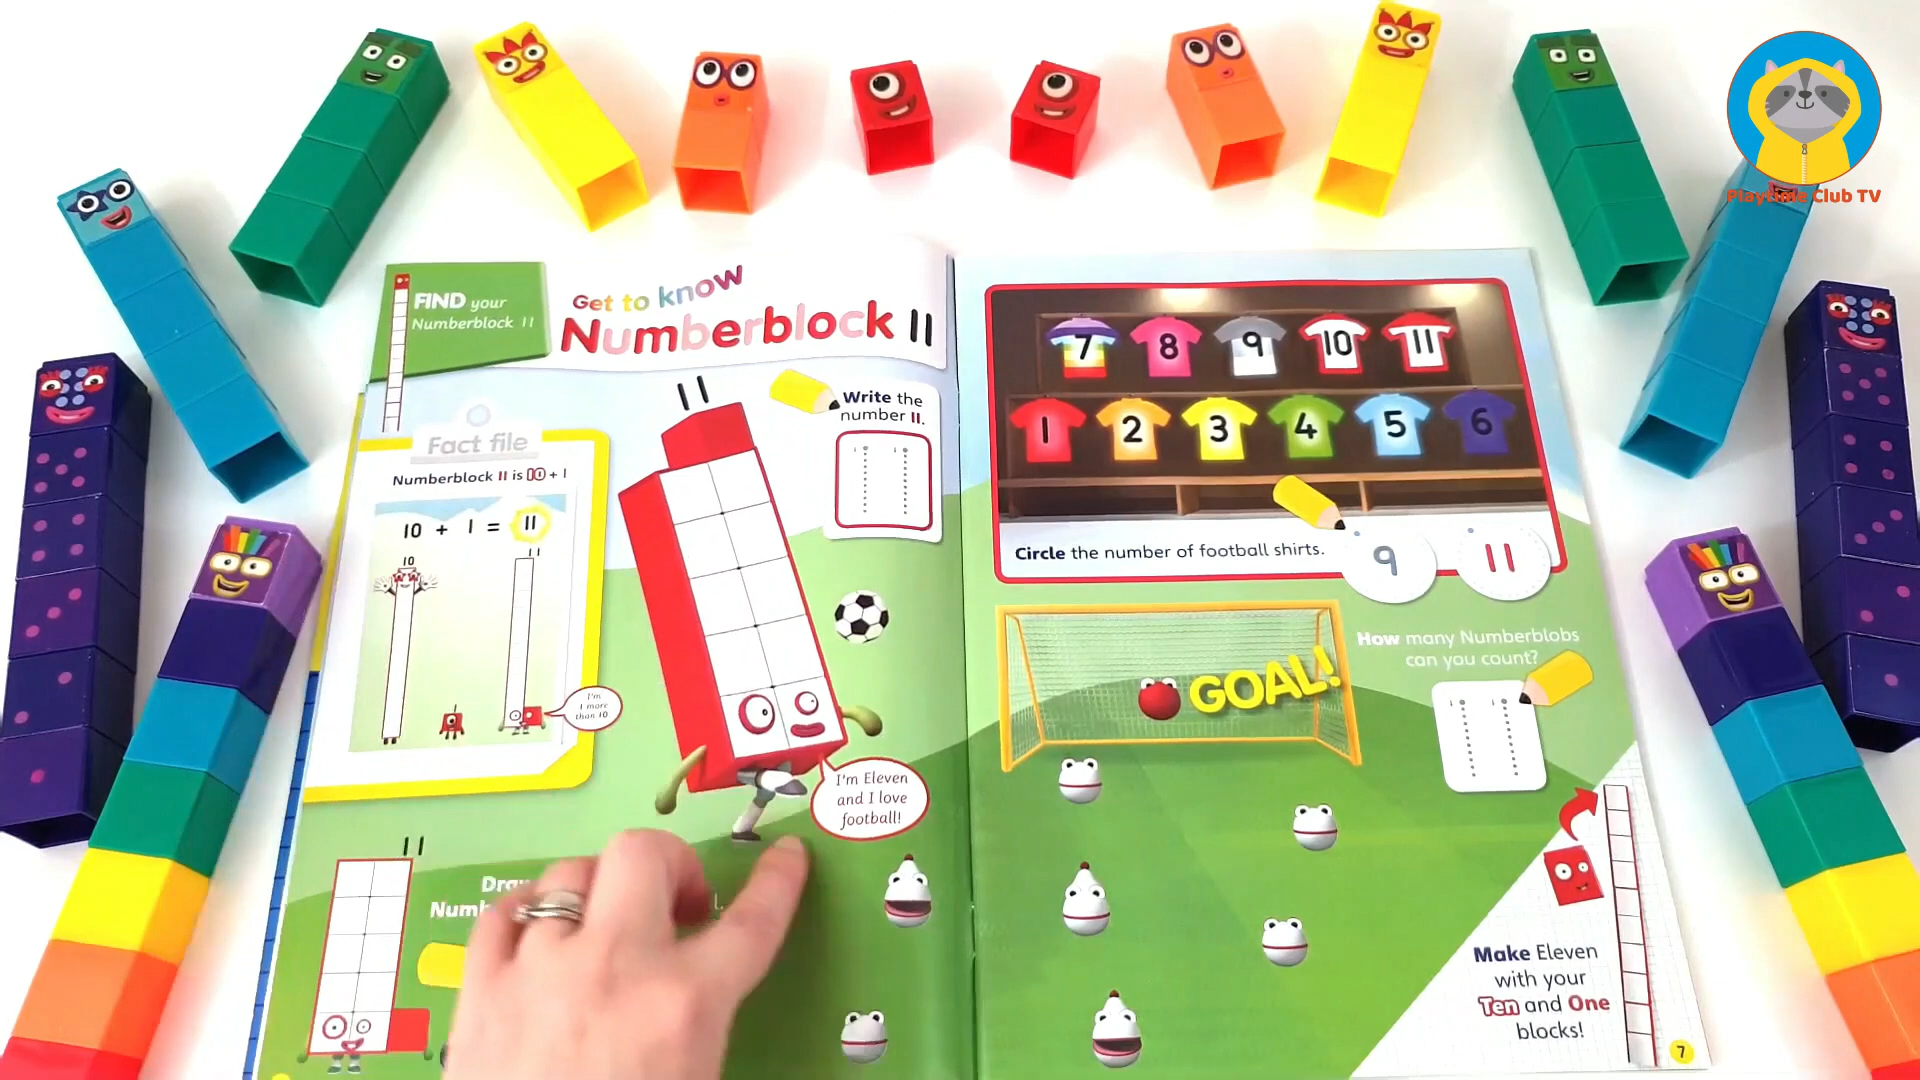 Playtime Club TV
FIND your
Numberblock 11
Get to know
Numberblock 11
Fact file
Numberblock 11 is 10 + 1
10 + 1 = 11
10
11
I'm
1 more
than 10
11
Write the
number 11.
I'm Eleven
and I love
football!
11
7 8 9 10 11
1 2 3 4 5 6
Circle the number of football shirts.
9 11
GOAL!
How many Numberblobs
can you count?
Make Eleven
with your
Ten and One
blocks!
7